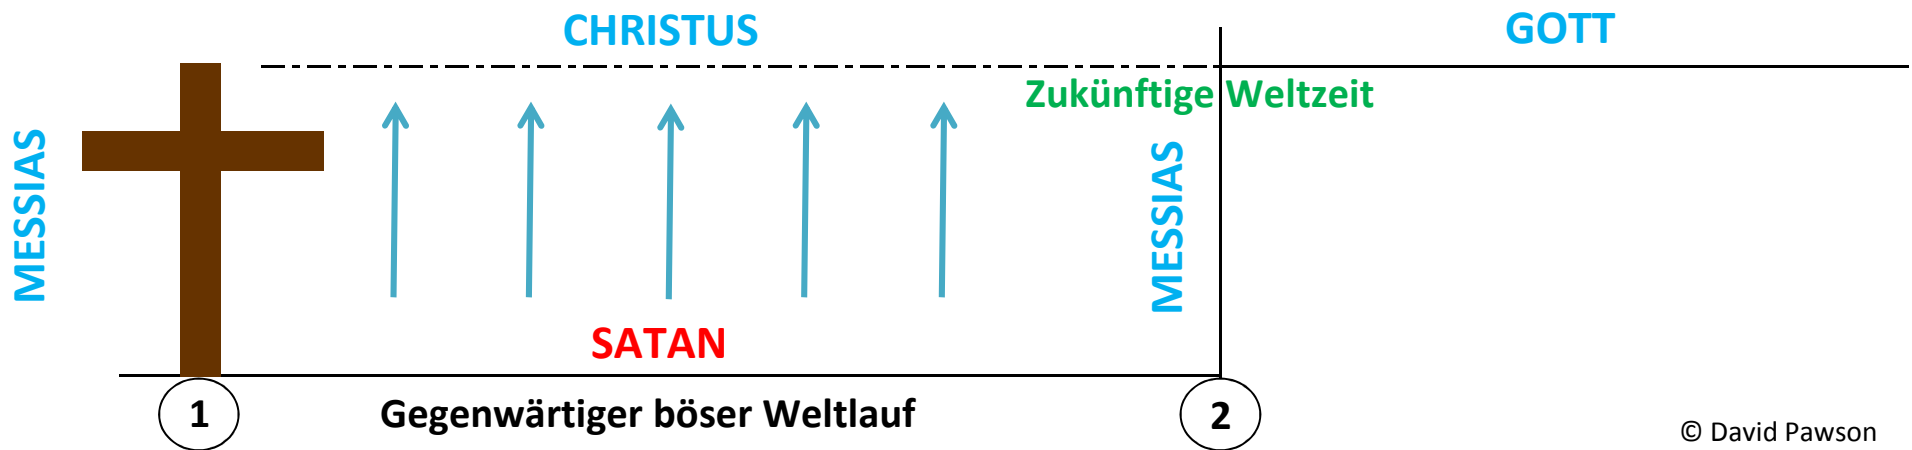 CHRISTUS
GOTT
Zukünftige Weltzeit
MESSIAS
MESSIAS
SATAN
1
Gegenwärtiger böser Weltlauf
2
© David Pawson